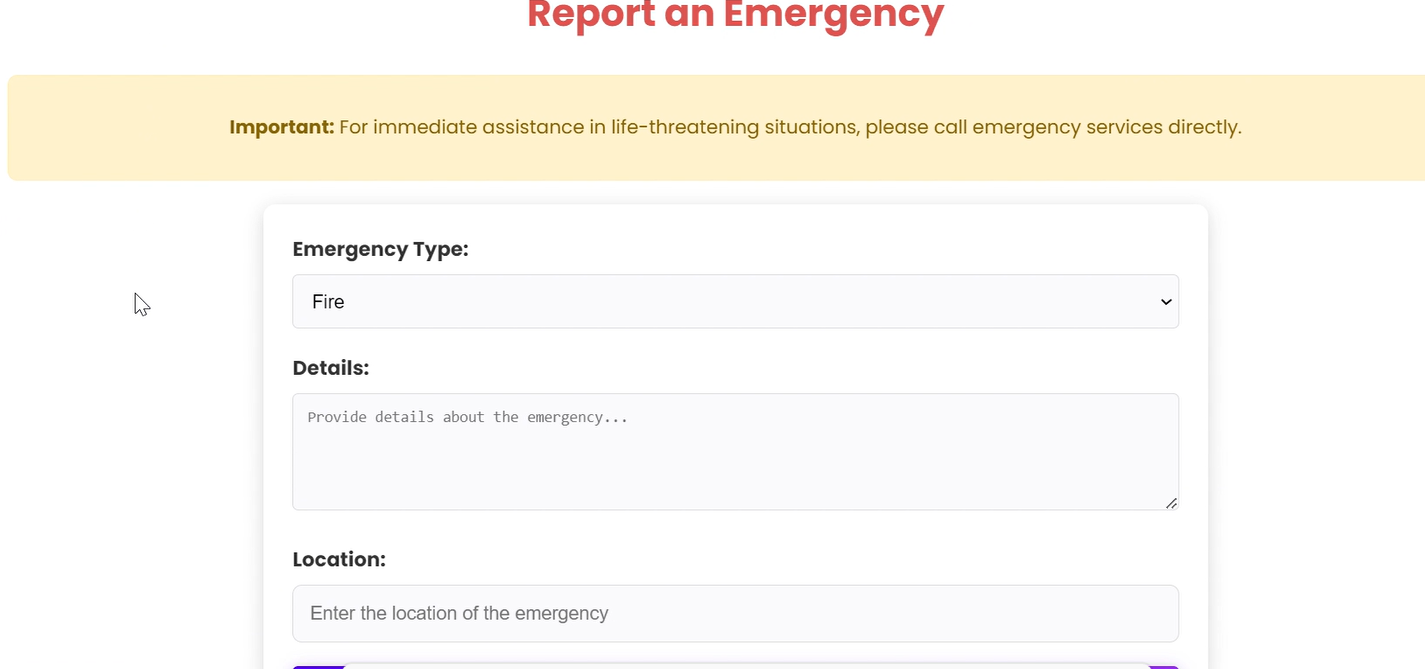 Report an Emergency
Important: For immediate assistance in life-threatening situations, please call emergency services directly.
Emergency Type:
Fire
Details:
Provide details about the emergency...
Location:
Enter the location of the emergency